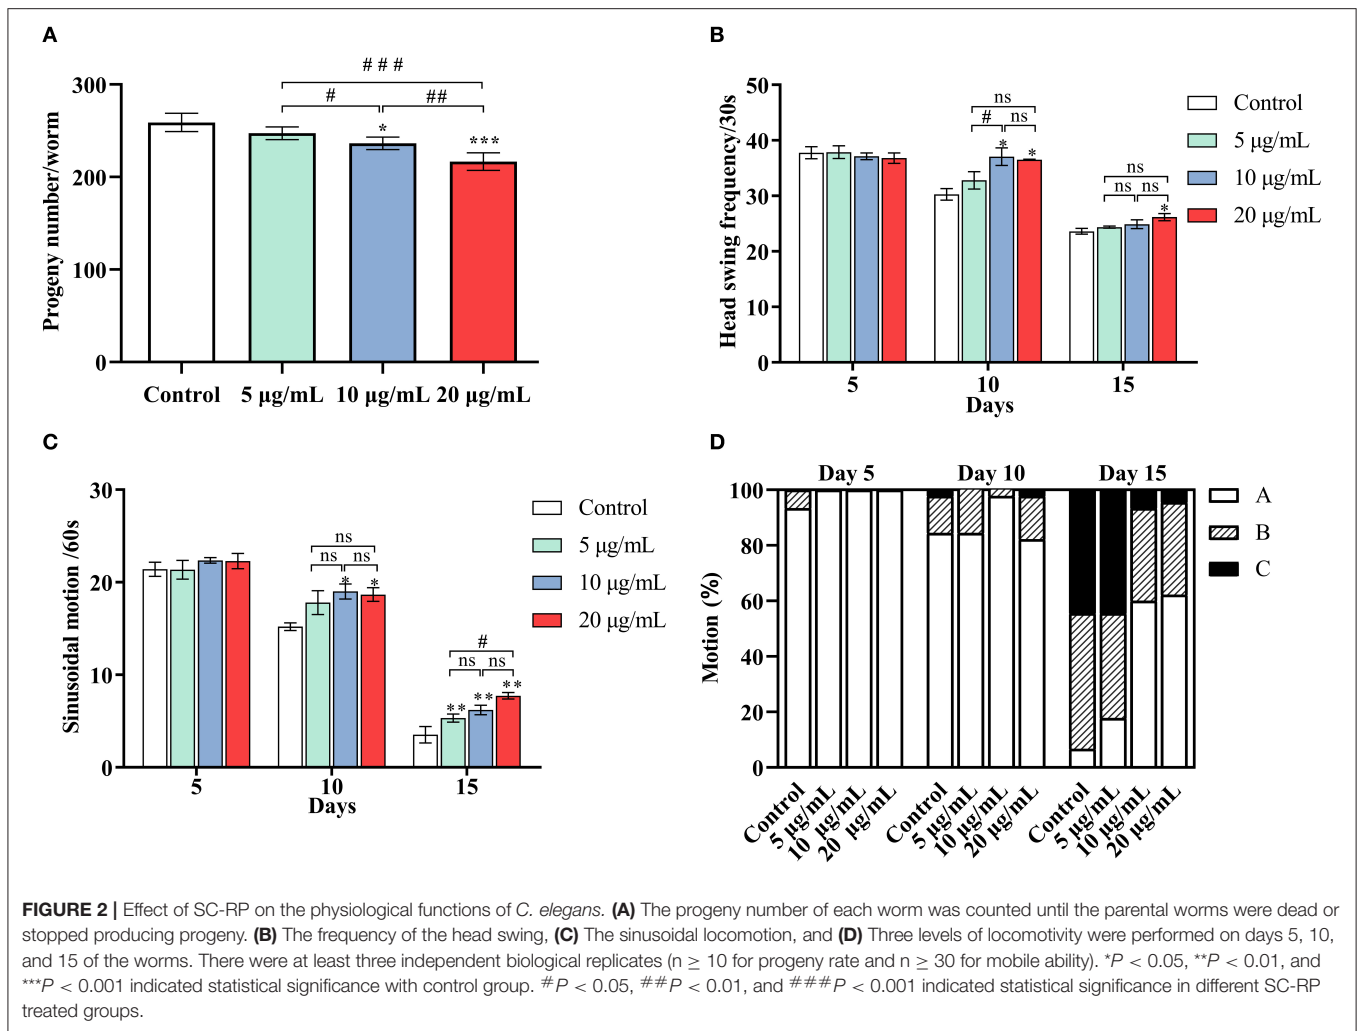 A
Progeny number/worm
300
200
100
0
# # #
#
##
*
***
Control
5 µg/mL
10 µg/mL
20 µg/mL
B
Head swing frequency/30s
50
40
30
20
10
0
ns
#
ns
*
*
ns
ns
ns
*
5
10
15
Days
Control
5 µg/mL
10 µg/mL
20 µg/mL
C
Sinusoidal motion /60s
30
20
10
0
ns
ns
ns
*
*
#
ns
ns
**
**
**
5
10
15
Days
Control
5 µg/mL
10 µg/mL
20 µg/mL
D
Day 5
Day 10
Day 15
Motion (%)
100
80
60
40
20
0
Control
5 µg/mL
10 µg/mL
20 µg/mL
Control
5 µg/mL
10 µg/mL
20 µg/mL
Control
5 µg/mL
10 µg/mL
20 µg/mL
A
B
C
FIGURE 2 | Effect of SC-RP on the physiological functions of C. elegans. (A) The progeny number of each worm was counted until the parental worms were dead or
stopped producing progeny. (B) The frequency of the head swing, (C) The sinusoidal locomotion, and (D) Three levels of locomotivity were performed on days 5, 10,
and 15 of the worms. There were at least three independent biological replicates (n ≥ 10 for progeny rate and n ≥ 30 for mobile ability). *P < 0.05, **P < 0.01, and
***P < 0.001 indicated statistical significance with control group. #P < 0.05, ##P < 0.01, and ###P < 0.001 indicated statistical significance in different SC-RP
treated groups.